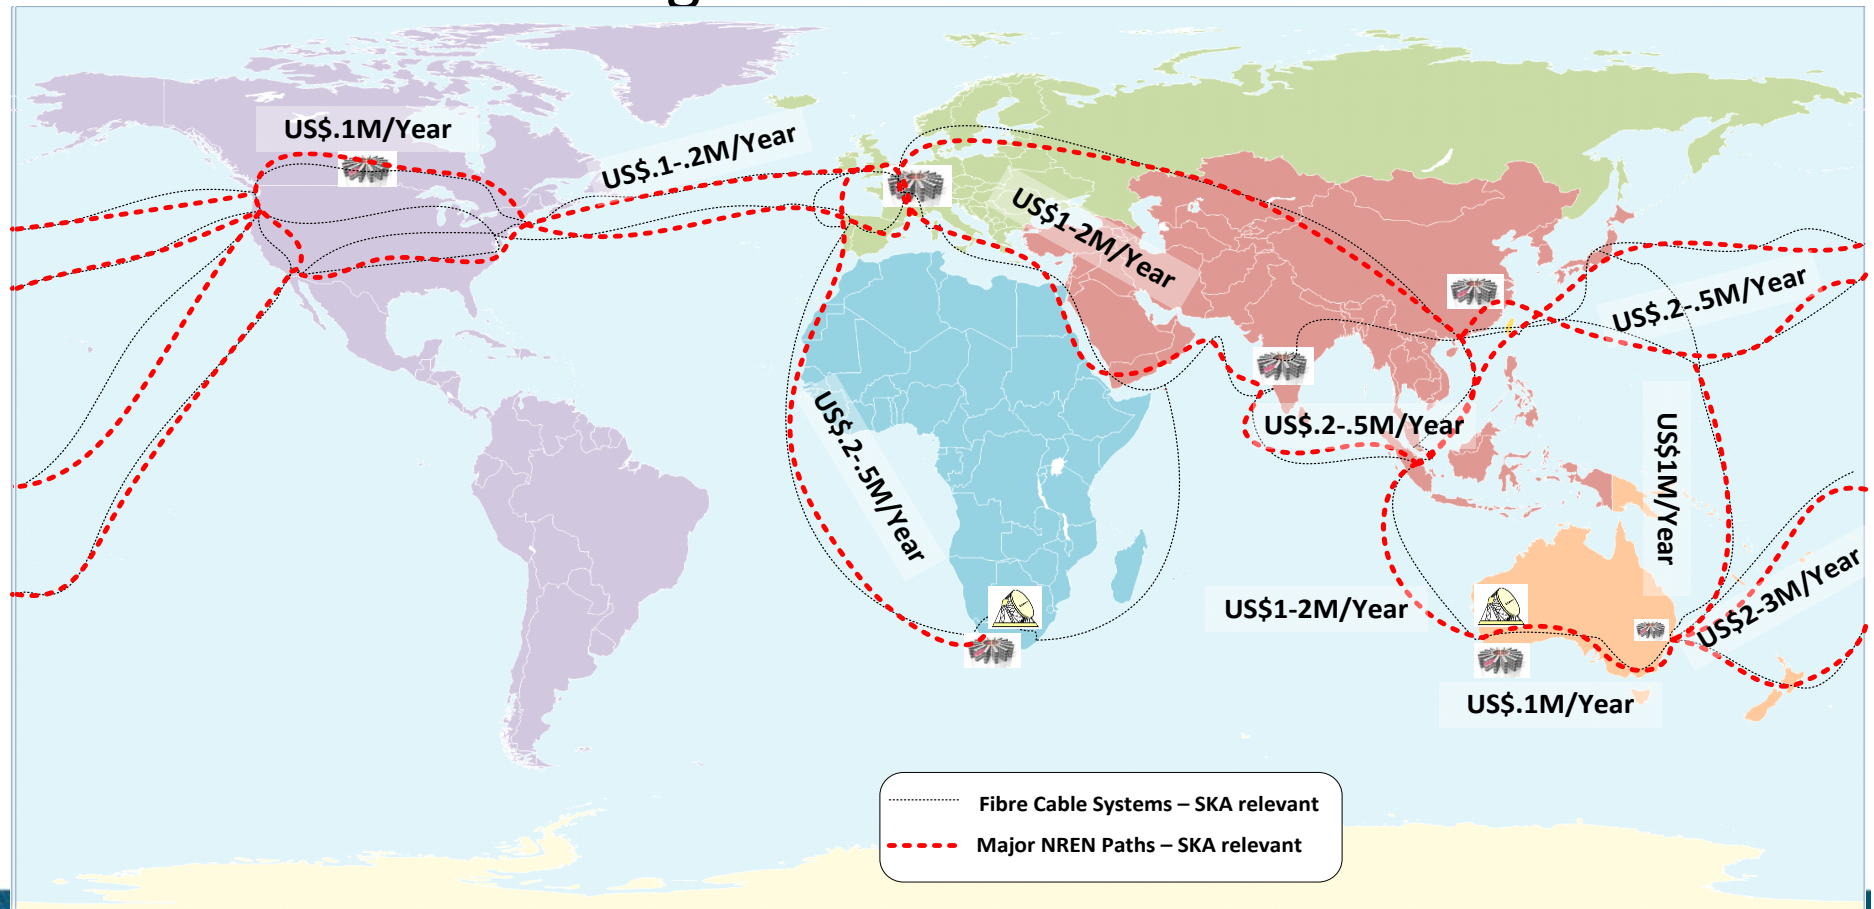 US$.1M/Year
US$.1-.2M/Year
US$1-2M/Year
US$.2-.5M/Year
US$.2-.5M/Year
US$.2-.5M/Year
US$1M/Year
US$1-2M/Year
US$2-3M/Year
US$.1M/Year
Fibre Cable Systems – SKA relevant
Major NREN Paths – SKA relevant